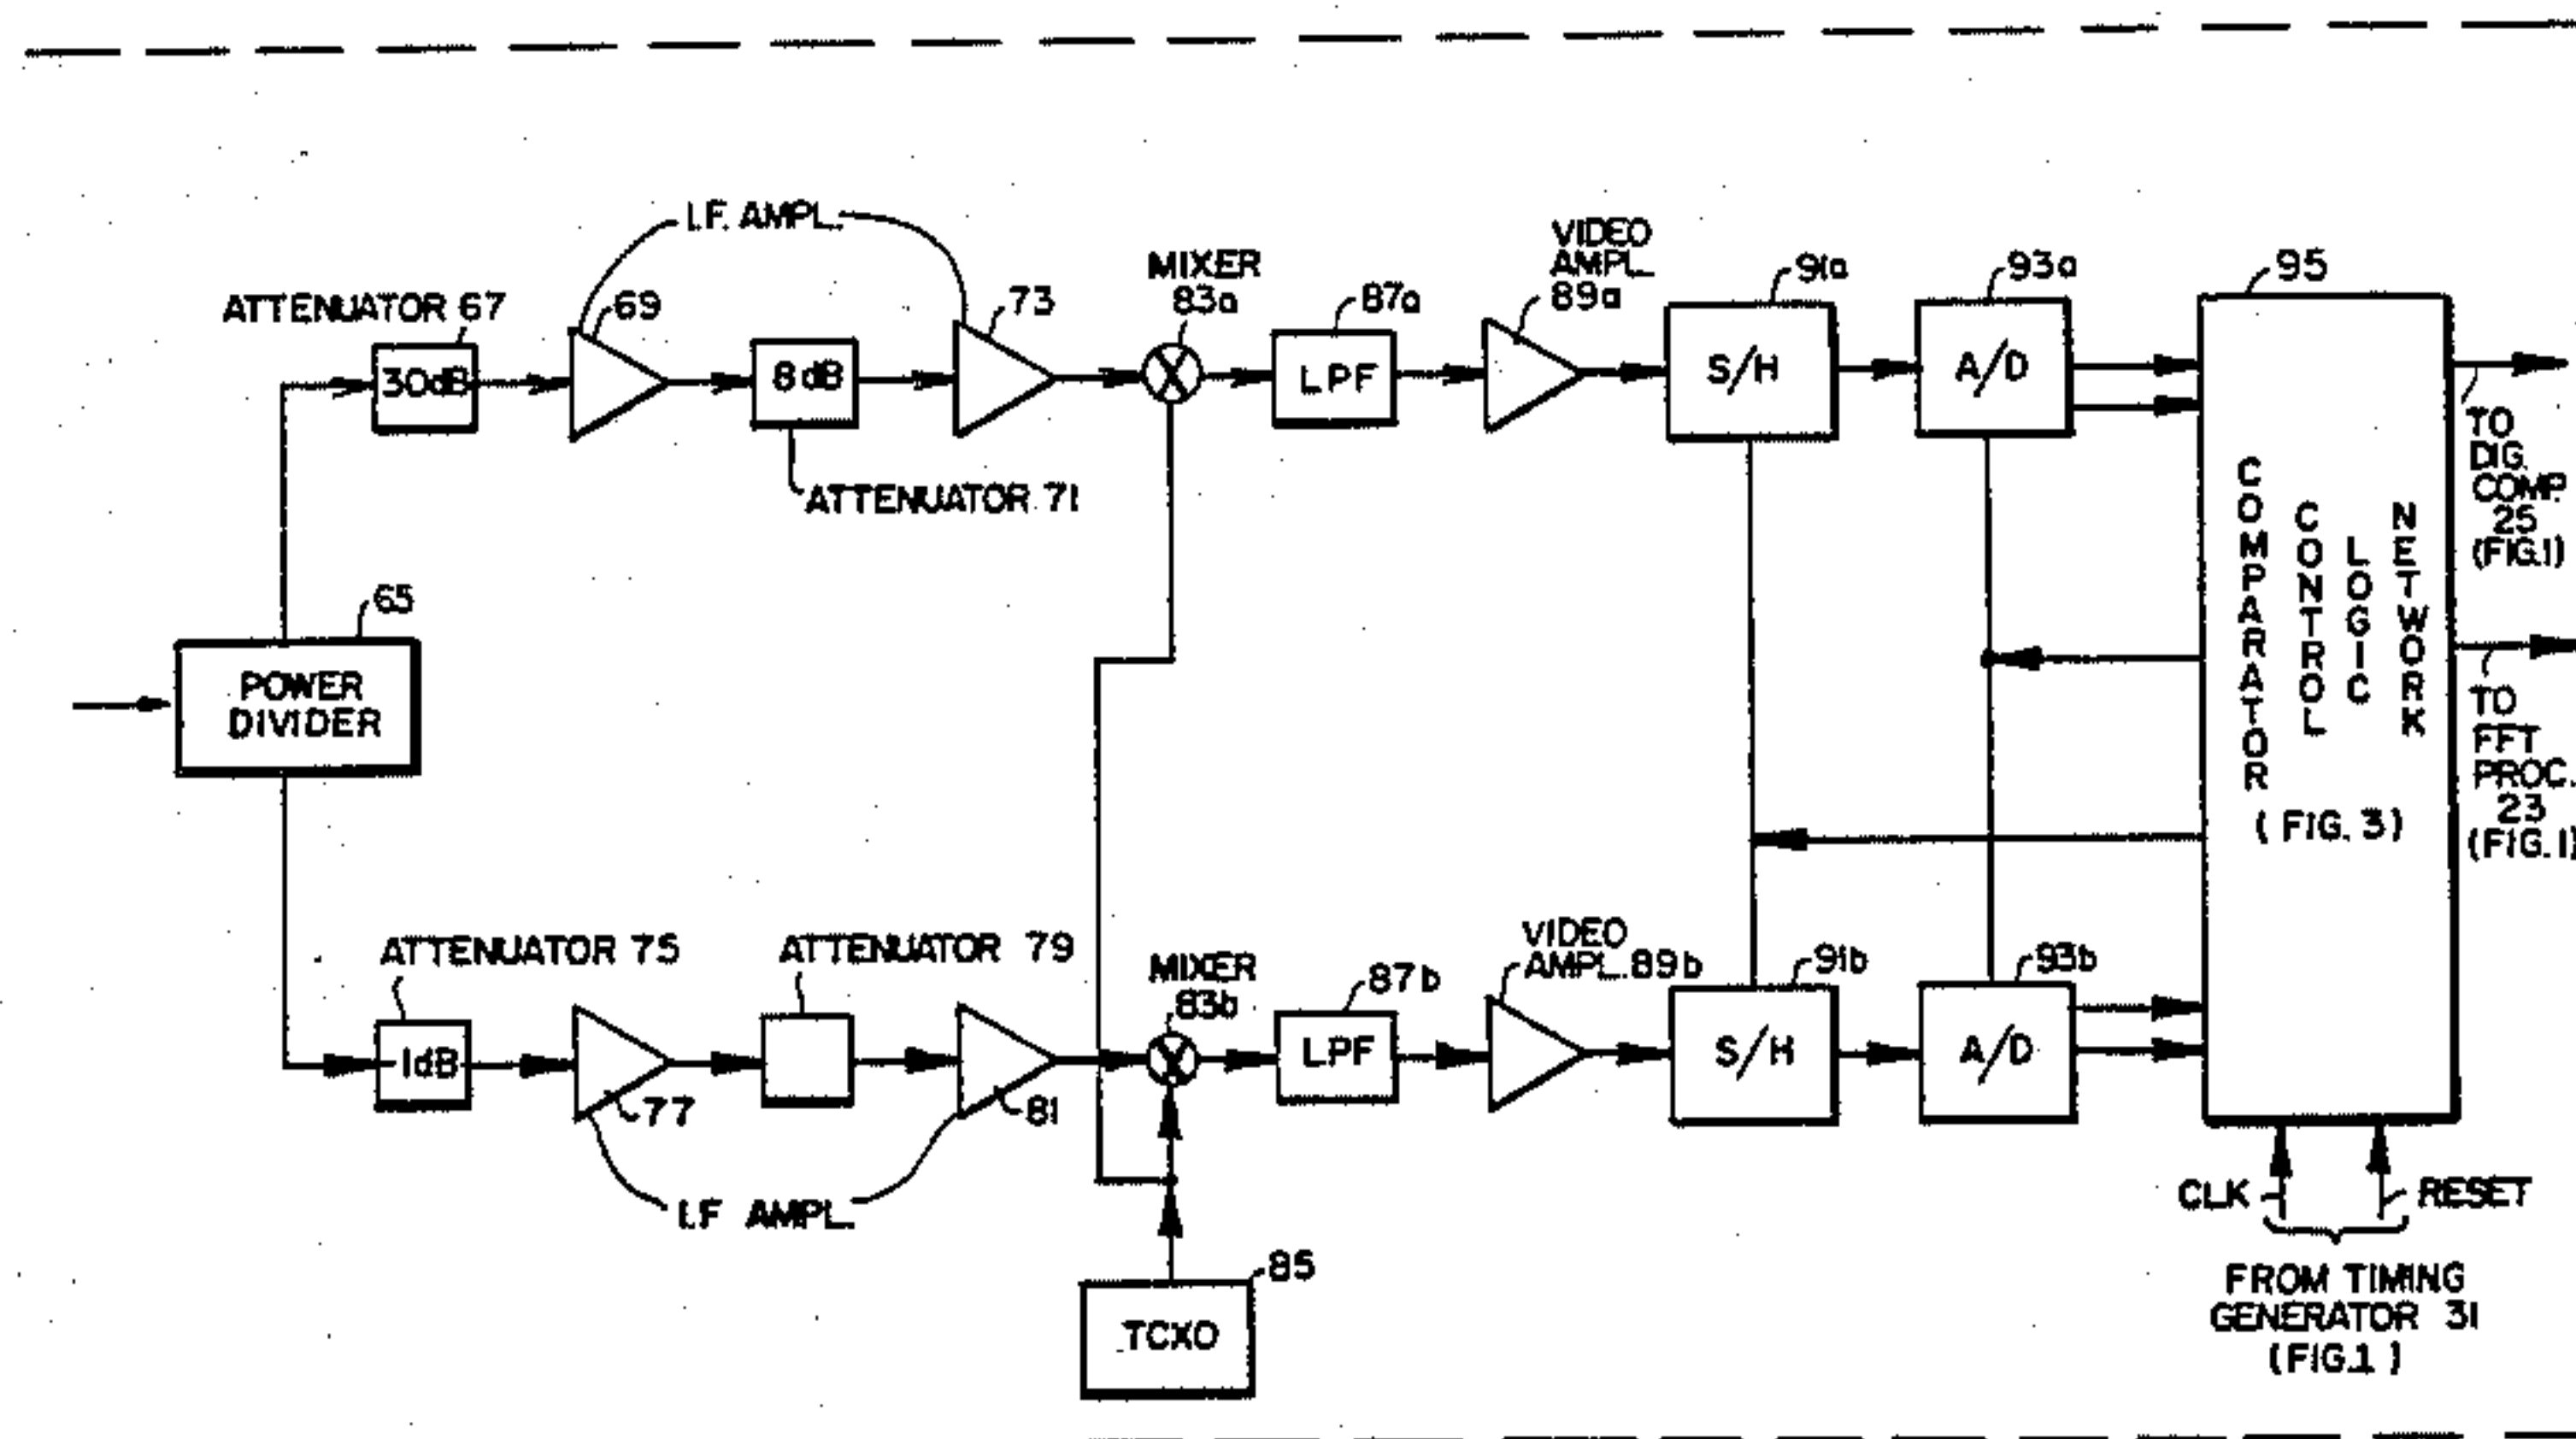 I.F. AMPL.
ATTENUATOR 67
30dB
69
8dB
ATTENUATOR 71
73
MIXER
83a
87a
LPF
VIDEO
AMPL.
89a
91a
S/H
93a
A/D
95
COMPARATOR
CONTROL
LOGIC
NETWORK
(FIG. 3)
TO
DIG.
COMP.
25
(FIG.1)
TO
FFT
PROC.
23
(FIG.1)
65
POWER
DIVIDER
ATTENUATOR 75
1dB
77
ATTENUATOR 79
81
I.F AMPL.
MIXER
83b
87b
LPF
VIDEO
AMPL. 89b
91b
S/H
93b
A/D
85
TCXO
CLK
RESET
FROM TIMING
GENERATOR 31
(FIG.1)